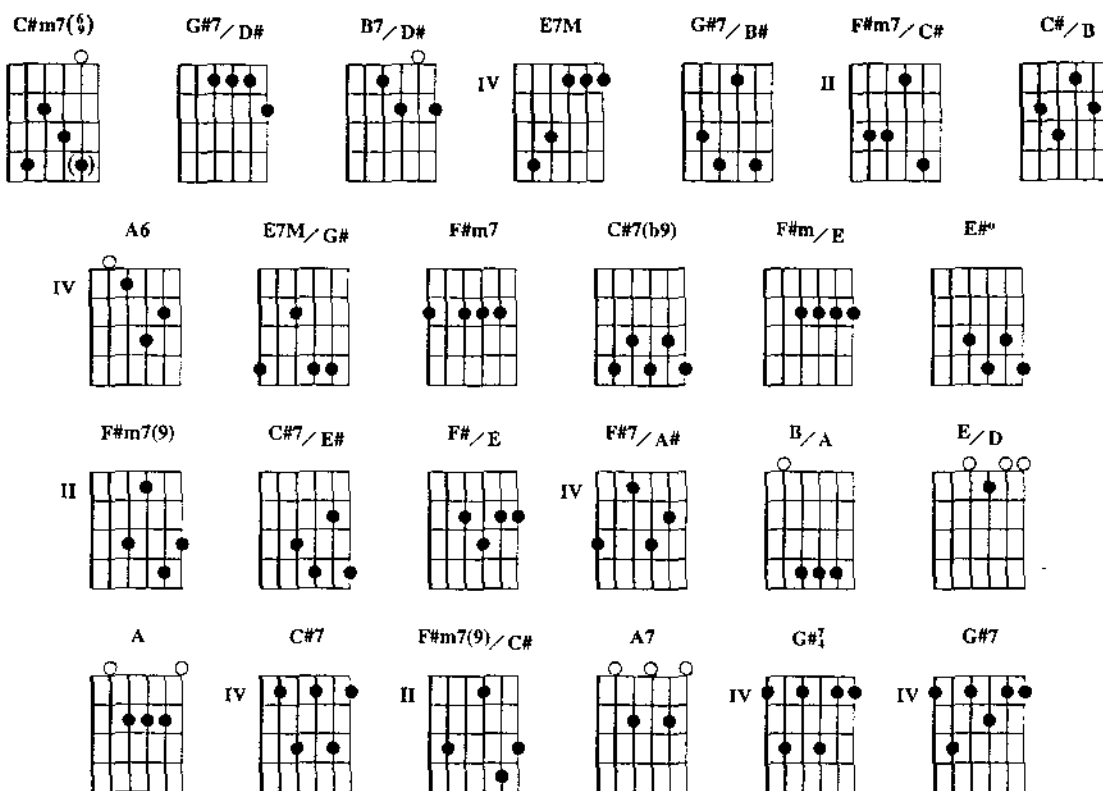 C#m7(6 9) G#7/D# B7/D# E7M G#7/B# F#m7/C# C#/B
IV II
A6 E7M/G# F#m7 C#7(b9) F#m/E E#º
IV
F#m7(9) C#7/E# F#/E F#7/A# B/A E/D
II IV
A C#7 F#m7(9)/C# A7 G#7 4 G#7
IV II IV IV